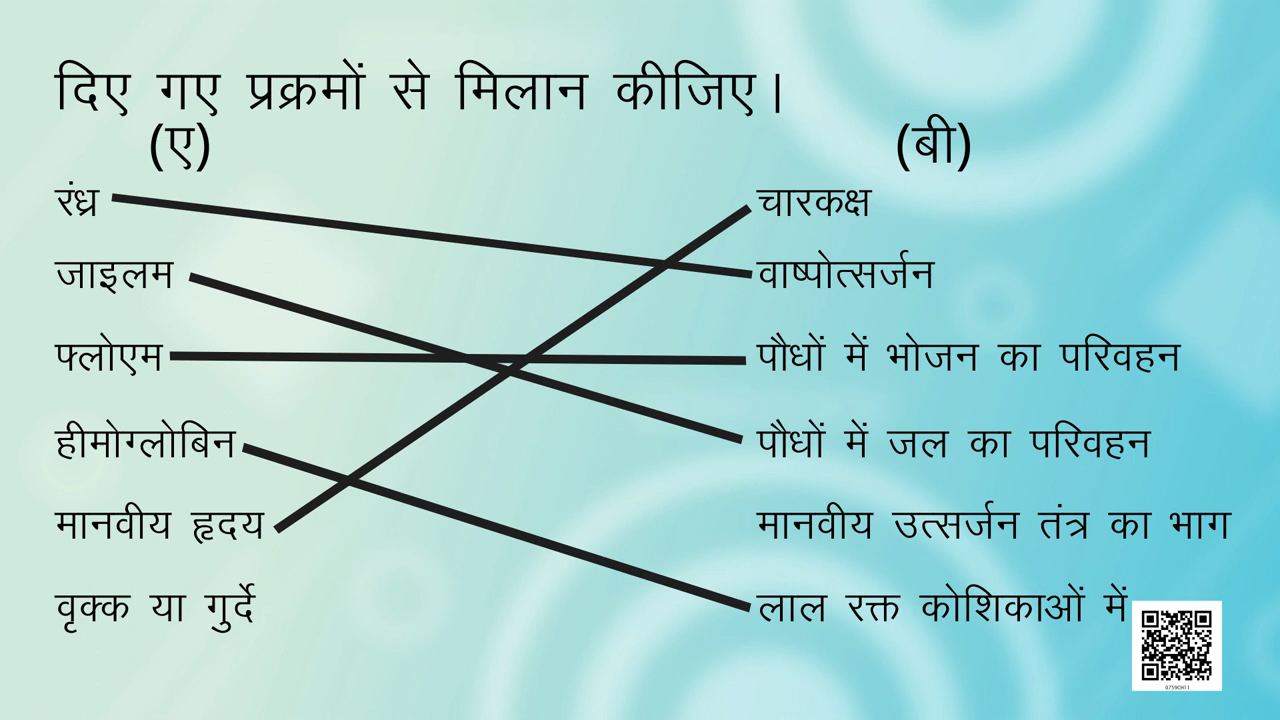 दिए गए प्रक्रमों से मिलान कीजिए।
(ए) (बी)
रंध्र चारकक्ष
जाइलम वाष्पोत्सर्जन
फ्लोएम पौधों में भोजन का परिवहन
हीमोग्लोबिन पौधों में जल का परिवहन
मानवीय हृदय मानवीय उत्सर्जन तंत्र का भाग
वृक्क या गुर्दे लाल रक्त कोशिकाओं में
0759CH11